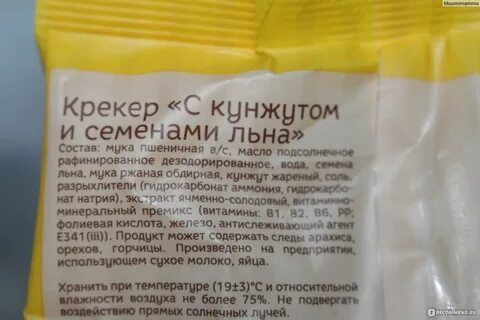 Muumimamma
Крекер «С кунжутом
и семенами льна»
Состав: мука пшеничная в/с, масло подсолнечное
рафинированное дезодорированное, вода, семена
льна, мука ржаная обдирная, кунжут жареный, соль,
разрыхлители (гидрокарбонат аммония, гидрокарбо-
нат натрия), экстракт ячменно-солодовый, витаминно-
минеральный премикс (витамины: В1, В2, В6, РР,
фолиевая кислота, железо, антислеживающий агент
Е341(iii)). Продукт может содержать следы арахиса,
орехов, горчицы. Произведено на предприятии,
использующем сухое молоко, яйца.
Хранить при температуре (19±3)°С и относительной
влажности воздуха не более 75%. Не подвергать
воздействию прямых солнечных лучей.
IRECOMMEND.RU